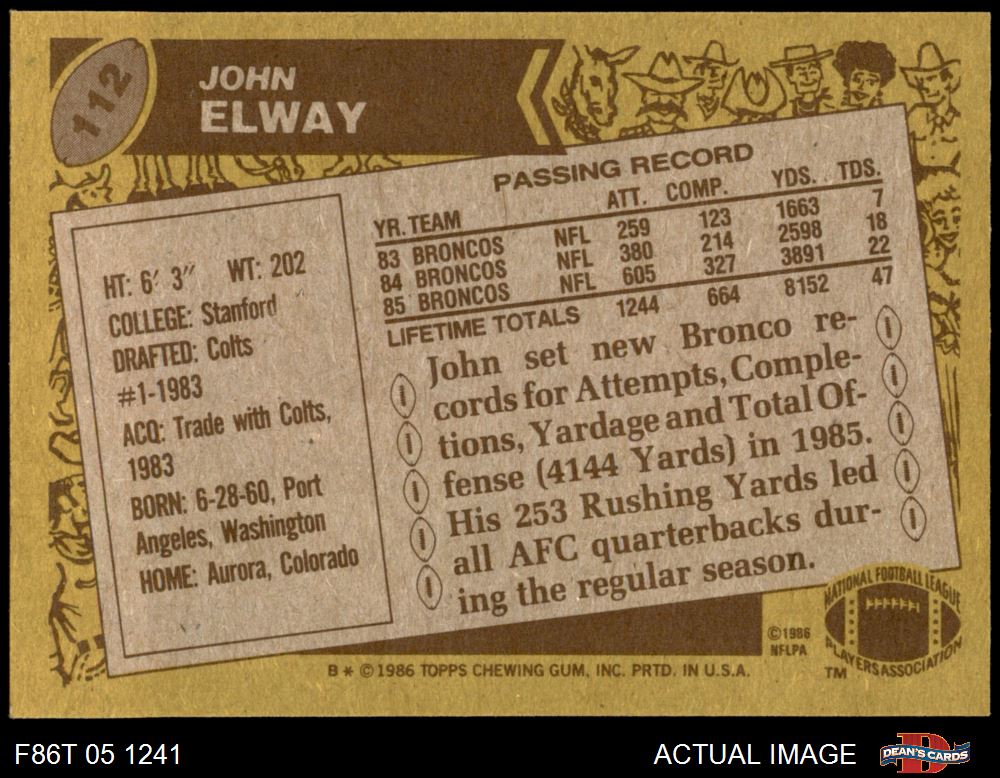 112
JOHN
ELWAY
PASSING RECORD
YR. TEAM ATT. COMP. YDS. TDS.
83 BRONCOS NFL 259 123 1663 7
84 BRONCOS NFL 380 214 2598 18
85 BRONCOS NFL 605 327 3891 22
LIFETIME TOTALS 1244 664 8152 47
HT: 6' 3" WT: 202
COLLEGE: Stanford
DRAFTED: Colts
#1-1983
ACQ: Trade with Colts,
1983
BORN: 6-28-60, Port
Angeles, Washington
HOME: Aurora, Colorado
John set new Bronco re-
cords for Attempts, Comple-
tions, Yardage and Total Of-
fense (4144 Yards) in 1985.
His 253 Rushing Yards led
all AFC quarterbacks dur-
ing the regular season.
NATIONAL FOOTBALL LEAGUE
PLAYERS ASSOCIATION
TM
©1986
NFLPA
B * © 1986 TOPPS CHEWING GUM, INC. PRTD. IN U.S.A.
F86T 05 1241
ACTUAL IMAGE
D
DEAN'S CARDS